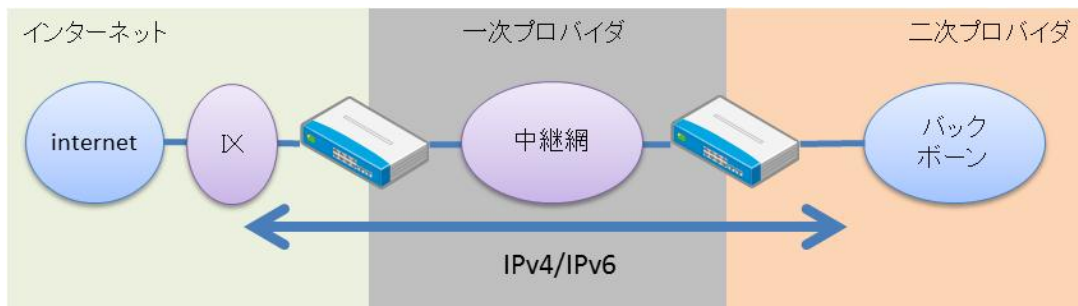 インターネット
一次プロバイダ
二次プロバイダ
internet
IX
中継網
バック
ボーン
IPv4/IPv6